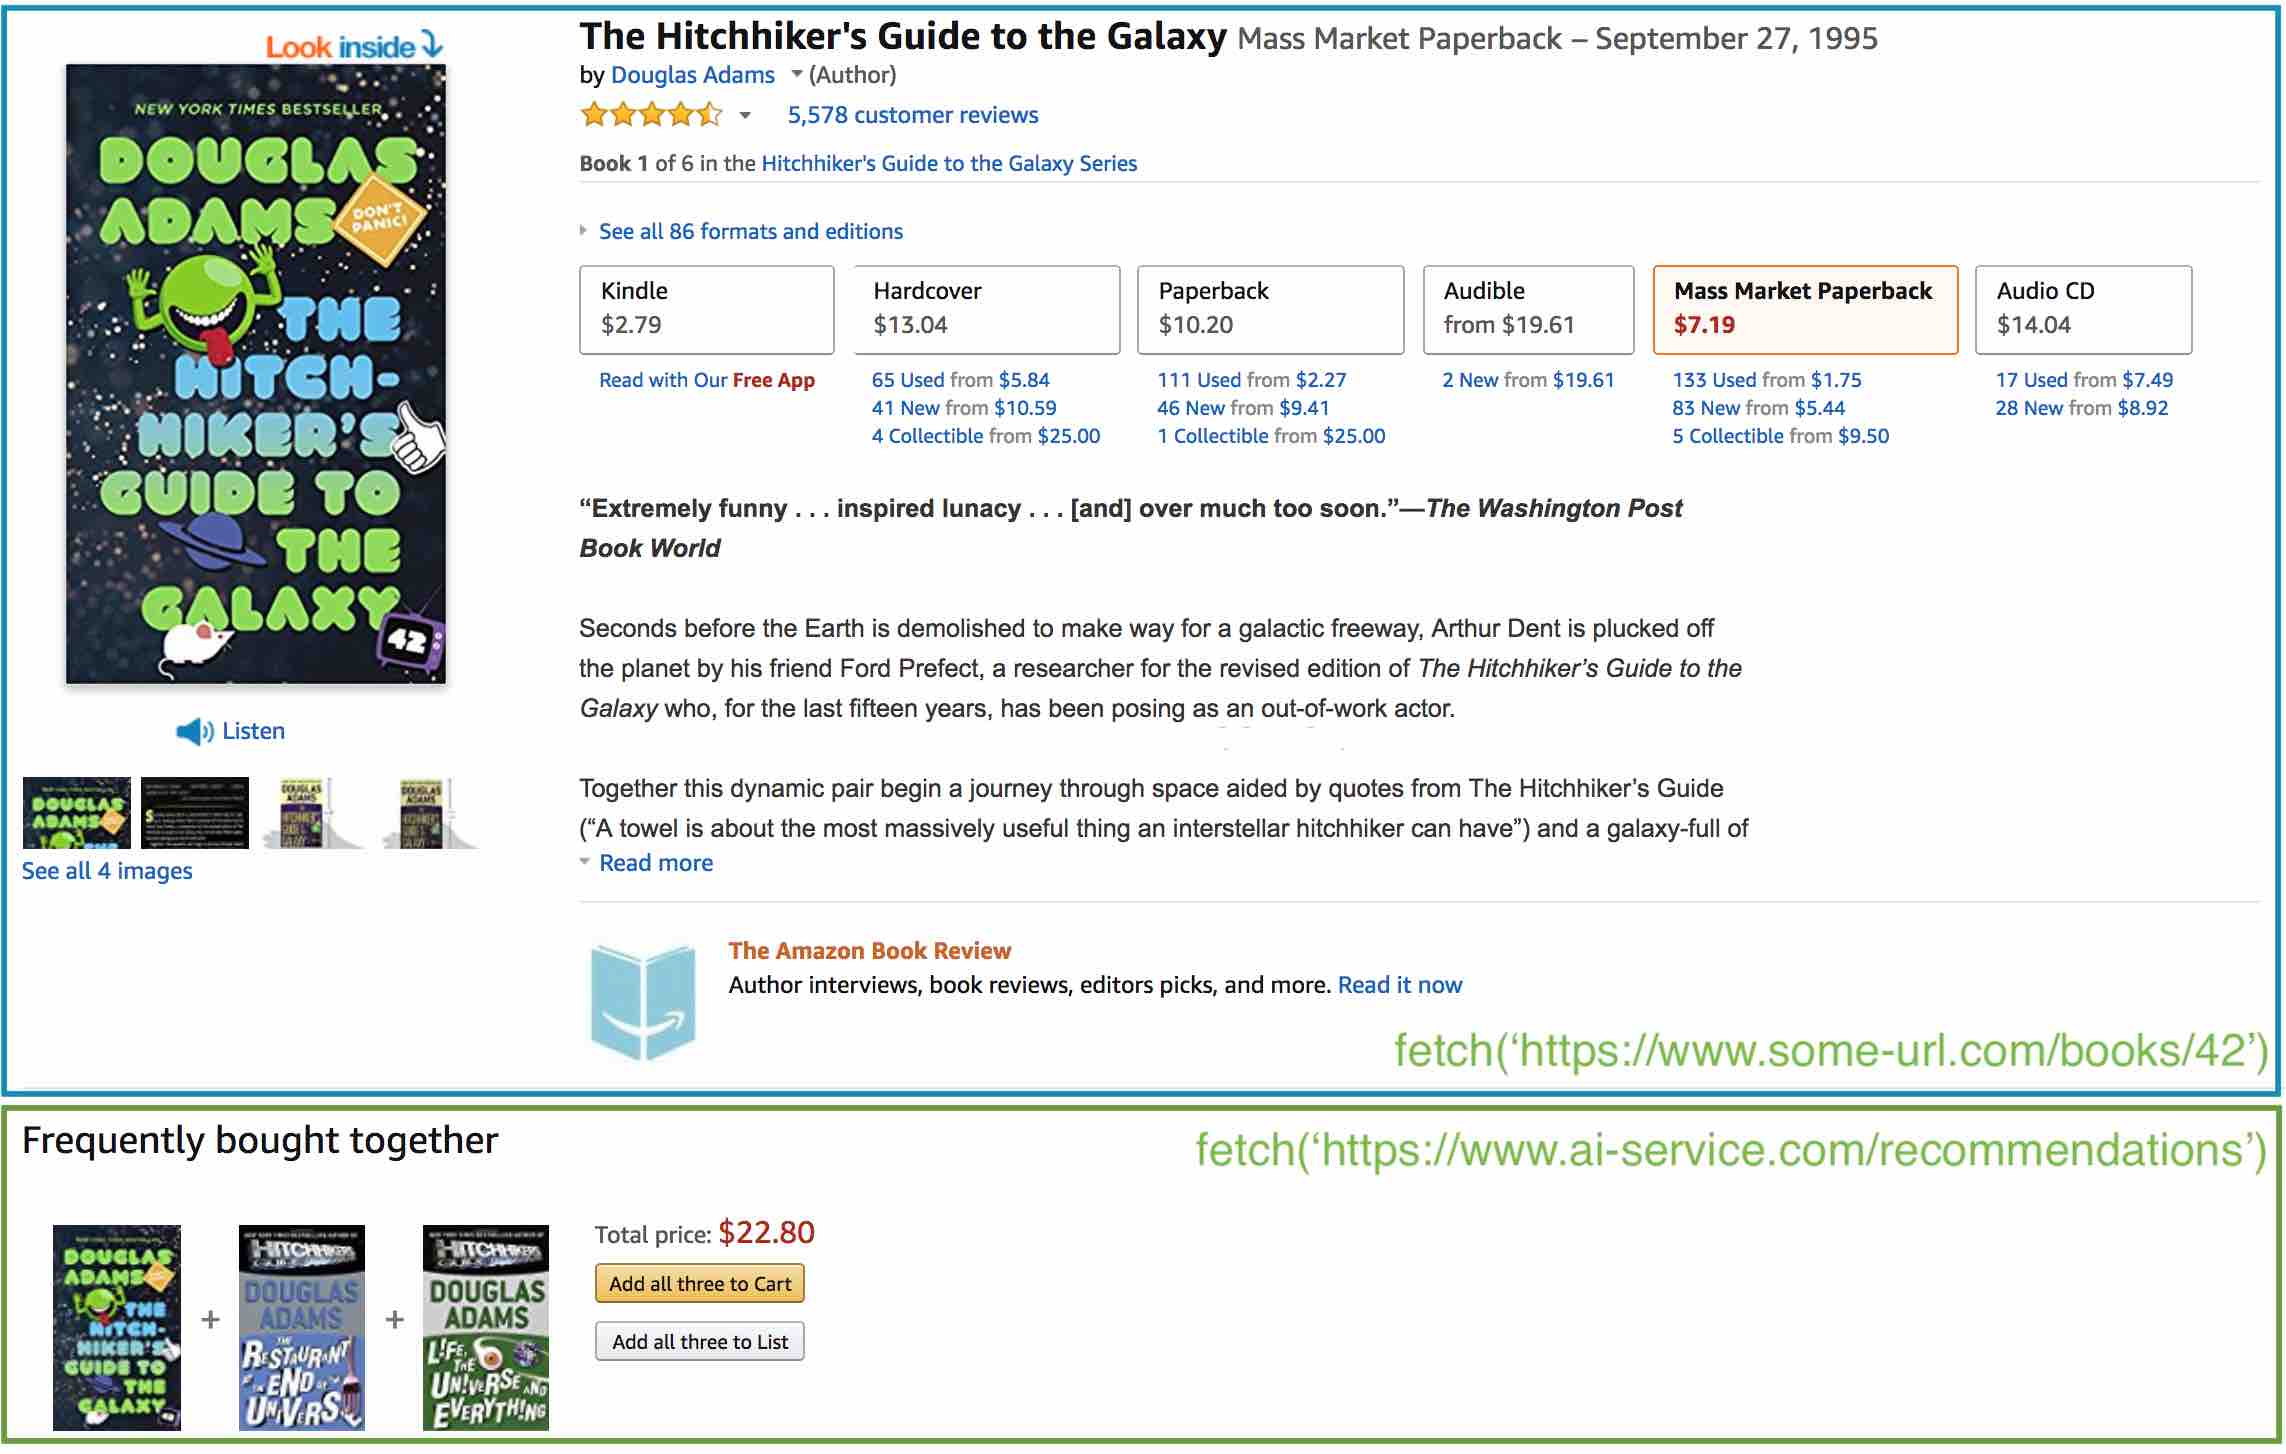 Look inside
NEW YORK TIMES BESTSELLER
DOUGLAS
ADAMS
DON'T
PANIC!
THE
HITCH-
HIKER'S
GUIDE TO
THE
GALAXY
42
Listen
See all 4 images
The Hitchhiker's Guide to the Galaxy Mass Market Paperback – September 27, 1995
by Douglas Adams (Author)
5,578 customer reviews
Book 1 of 6 in the Hitchhiker's Guide to the Galaxy Series
See all 86 formats and editions
Kindle
$2.79
Read with Our Free App
Hardcover
$13.04
65 Used from $5.84
41 New from $10.59
4 Collectible from $25.00
Paperback
$10.20
111 Used from $2.27
46 New from $9.41
1 Collectible from $25.00
Audible
from $19.61
2 New from $19.61
Mass Market Paperback
$7.19
133 Used from $1.75
83 New from $5.44
5 Collectible from $9.50
Audio CD
$14.04
17 Used from $7.49
28 New from $8.92
“Extremely funny . . . inspired lunacy . . . [and] over much too soon.”—The Washington Post
Book World
Seconds before the Earth is demolished to make way for a galactic freeway, Arthur Dent is plucked off
the planet by his friend Ford Prefect, a researcher for the revised edition of The Hitchhiker’s Guide to the
Galaxy who, for the last fifteen years, has been posing as an out-of-work actor.
Together this dynamic pair begin a journey through space aided by quotes from The Hitchhiker’s Guide
(“A towel is about the most massively useful thing an interstellar hitchhiker can have”) and a galaxy-full of
Read more
The Amazon Book Review
Author interviews, book reviews, editors picks, and more. Read it now
fetch(‘https://www.some-url.com/books/42’)
Frequently bought together
fetch(‘https://www.ai-service.com/recommendations’)
DOUGLAS
ADAMS
THE
HITCH-
HIKER'S
GUIDE TO
THE
GALAXY
+
HITCHHIKERS
DOUGLAS
ADAMS
THE
RESTAURANT
END
UNIVERS
+
HITCHHIKERS
DOUGLAS
ADAMS
L!FE,
THE
UN!VERSE AND
EVERYTH!NG
Total price: $22.80
Add all three to Cart
Add all three to List